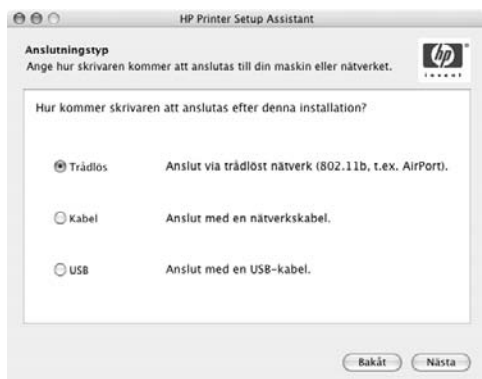 HP Printer Setup Assistant
Anslutningstyp
Ange hur skrivaren kommer att anslutas till din maskin eller nätverket.
hp
invent
Hur kommer skrivaren att anslutas efter denna installation?
Trådlös Anslut via trådlöst nätverk (802.11b, t.ex. AirPort).
Kabel Anslut med en nätverkskabel.
USB Anslut med en USB-kabel.
Bakåt Nästa